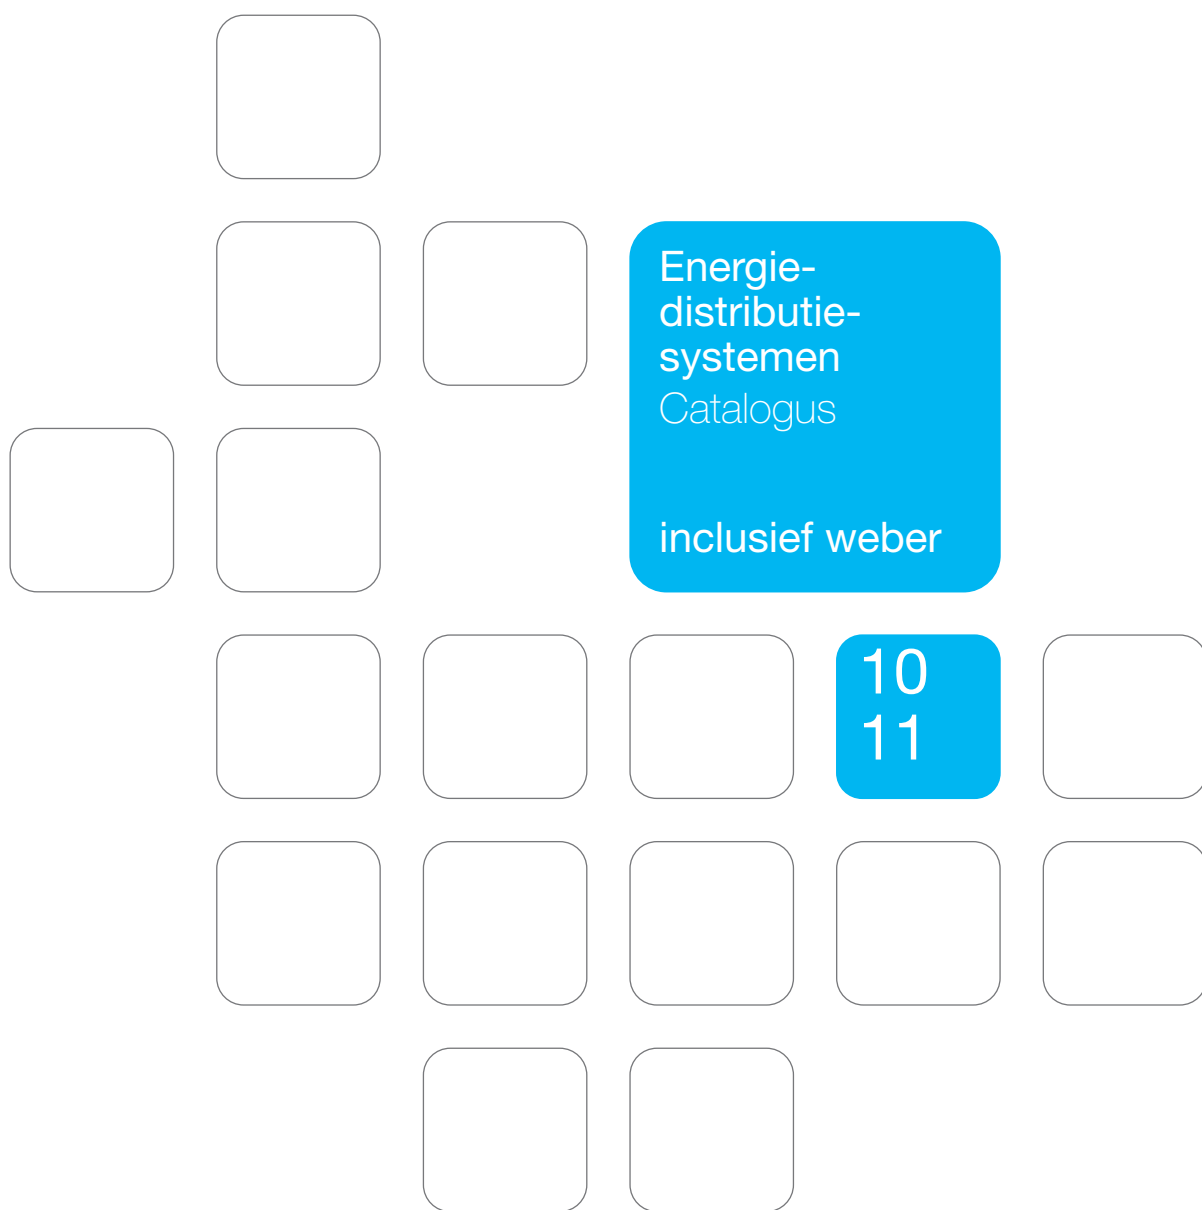 Energie-
distributie-
systemen
Catalogus
inclusief weber
10
11